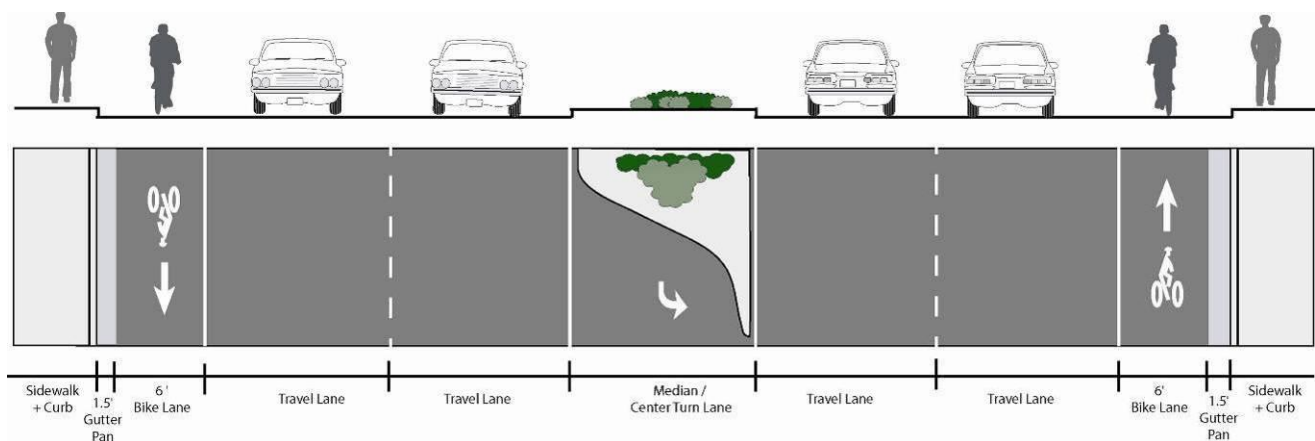 Sidewalk
+ Curb
1.5'
Gutter
Pan
6 '
Bike Lane
Travel Lane
Travel Lane
Median /
Center Turn Lane
Travel Lane
Travel Lane
6'
Bike Lane
1.5'
Gutter
Pan
Sidewalk
+ Curb